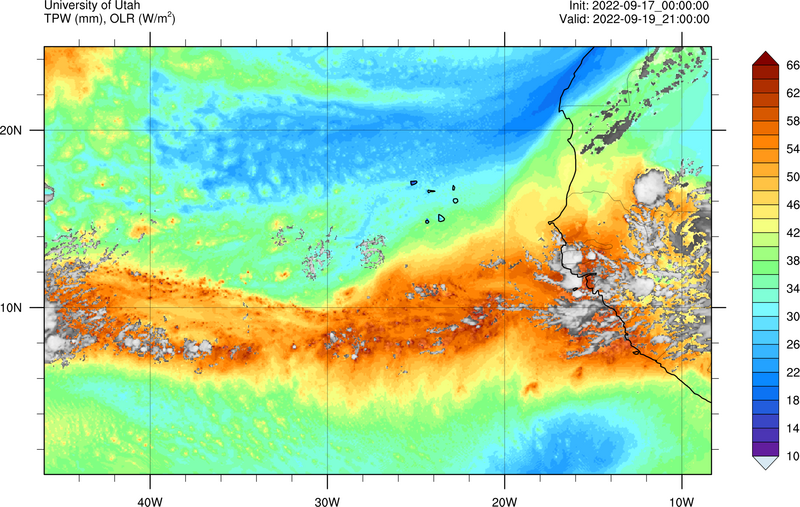 University of Utah
TPW (mm), OLR (W/m²)
Init: 2022-09-17_00:00:00
Valid: 2022-09-19_21:00:00
20N
10N
40W
30W
20W
10W
66
62
58
54
50
46
42
38
34
30
26
22
18
14
10